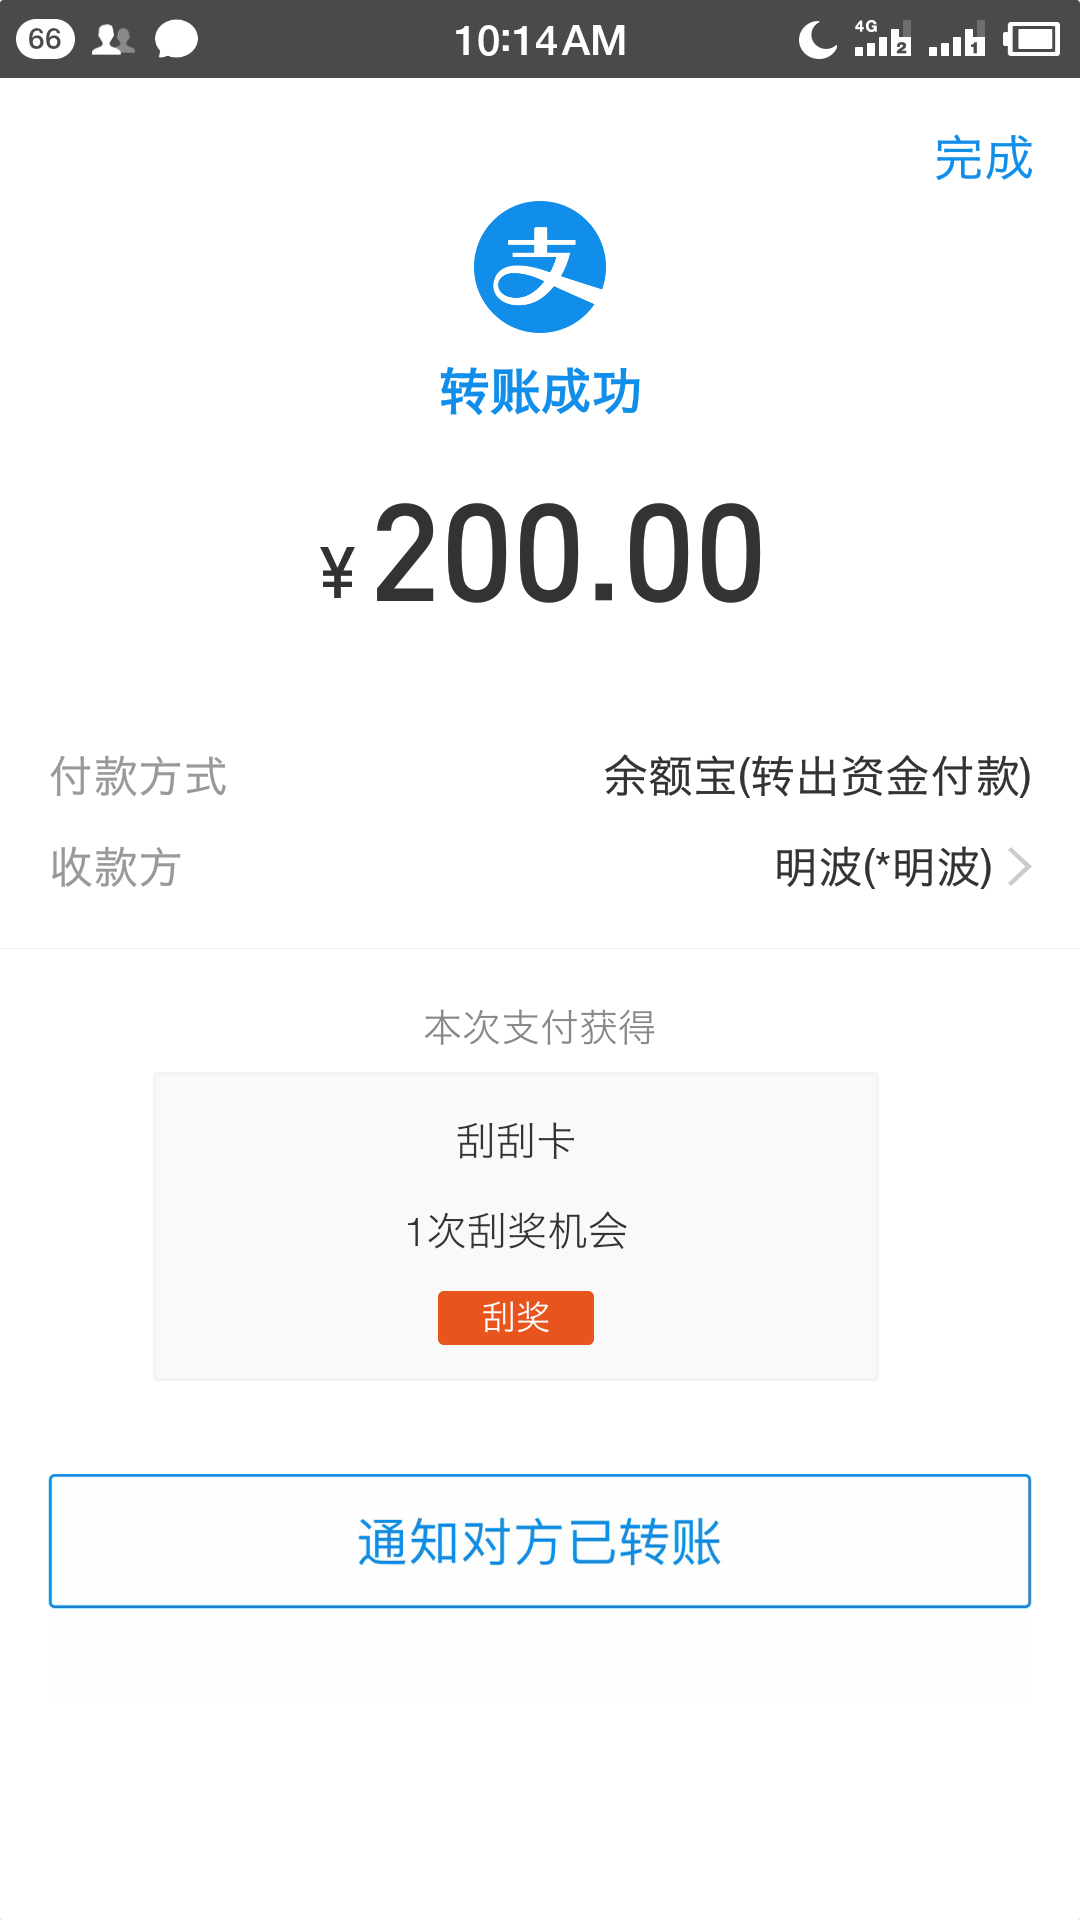 66
10:14 AM
4G
2
1
完成
支
转账成功
¥ 200.00
付款方式 余额宝(转出资金付款)
收款方 明波(*明波)
本次支付获得
刮刮卡
1次刮奖机会
刮奖
通知对方已转账